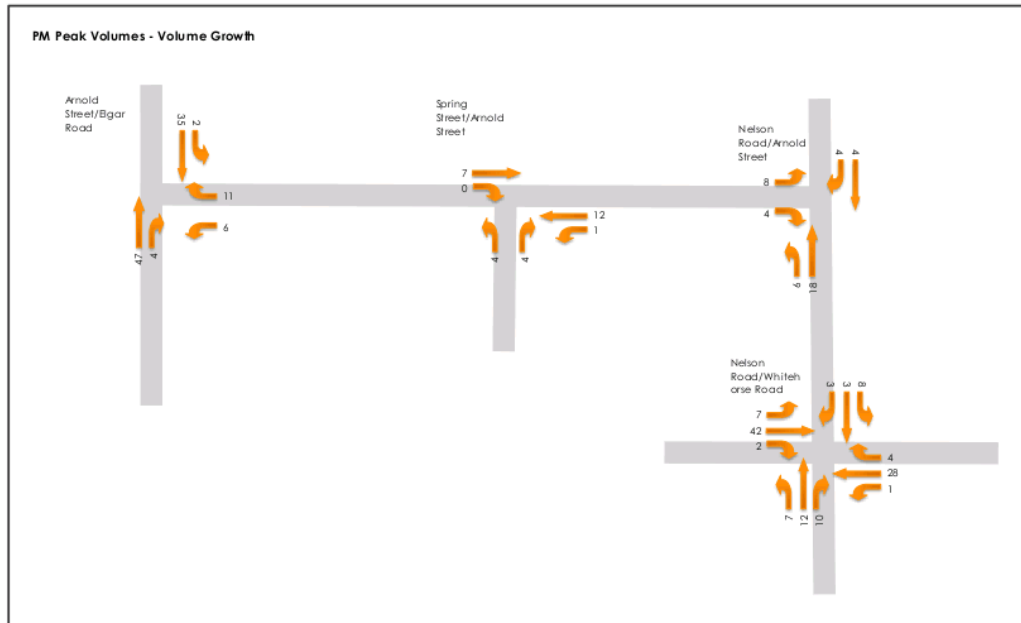 PM Peak Volumes - Volume Growth
Arnold
Street/Elgar
Road
35
2
11
6
47
4
Spring
Street/Arnold
Street
7
0
12
1
4
4
Nelson
Road/Arnold
Street
8
4
4
4
6
18
Nelson
Road/Whiteh
orse Road
7
42
2
3
3
8
4
28
1
7
12
10